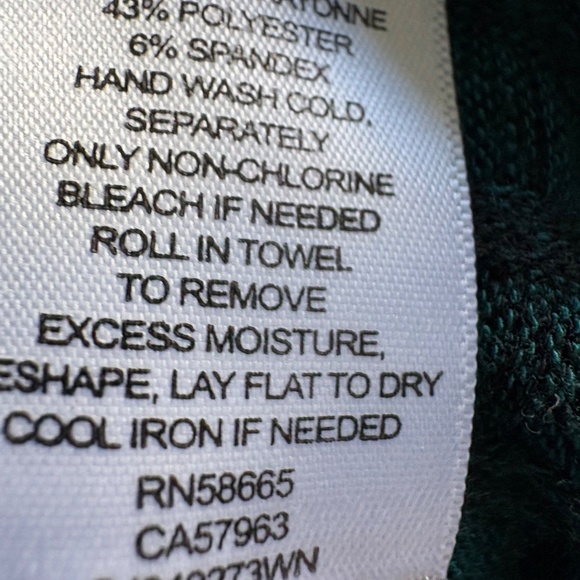 43% POLYESTER
6% SPANDEX
HAND WASH COLD.
SEPARATELY
ONLY NON-CHLORINE
BLEACH IF NEEDED
ROLL IN TOWEL
TO REMOVE
EXCESS MOISTURE,
ESHAPE, LAY FLAT TO DRY
COOL IRON IF NEEDED
RN58665
CA57963